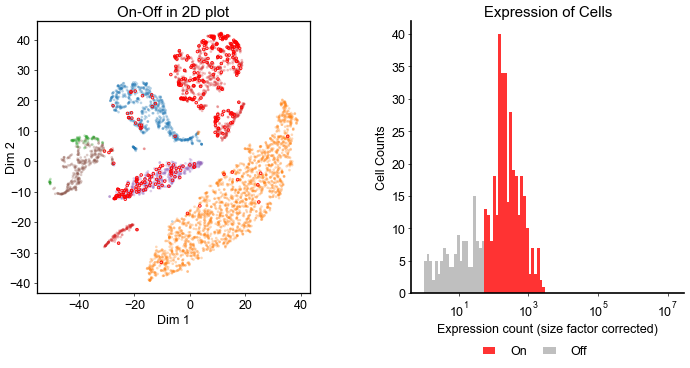 On-Off in 2D plot
40
30
20
10
0
−10
−20
−30
−40
Dim 2
−40 −20 0 20 40
Dim 1
Expression of Cells
40
35
30
25
20
15
10
5
0
Cell Counts
10^1 10^3 10^5 10^7
Expression count (size factor corrected)
On Off